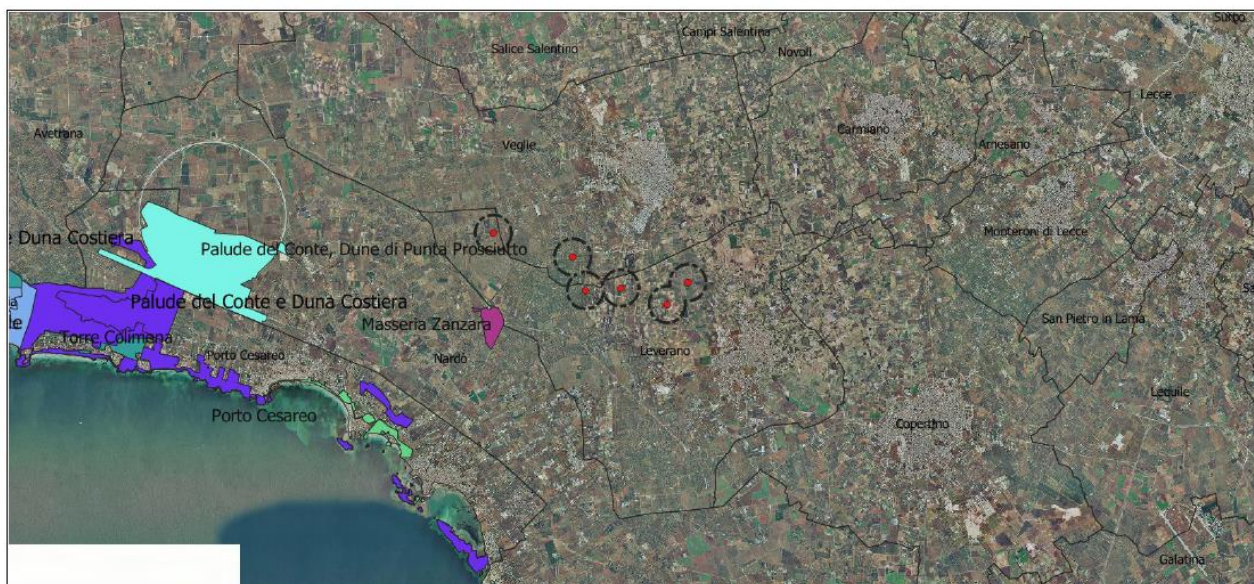 Surbo
Campi Salentina
Salice Salentino
Novoli
Lecce
Avetrana
Carmiano
Veglie
Arnesano
Monteroni di Lecce
e Duna Costiera
Palude del Conte, Dune di Punta Prosciutto
Palude del Conte e Duna Costiera
San Pietro in Lama
Masseria Zanzara
Torre Colimena
Porto Cesareo
Nardò
Leverano
Lequile
Porto Cesareo
Copertino
Galatina